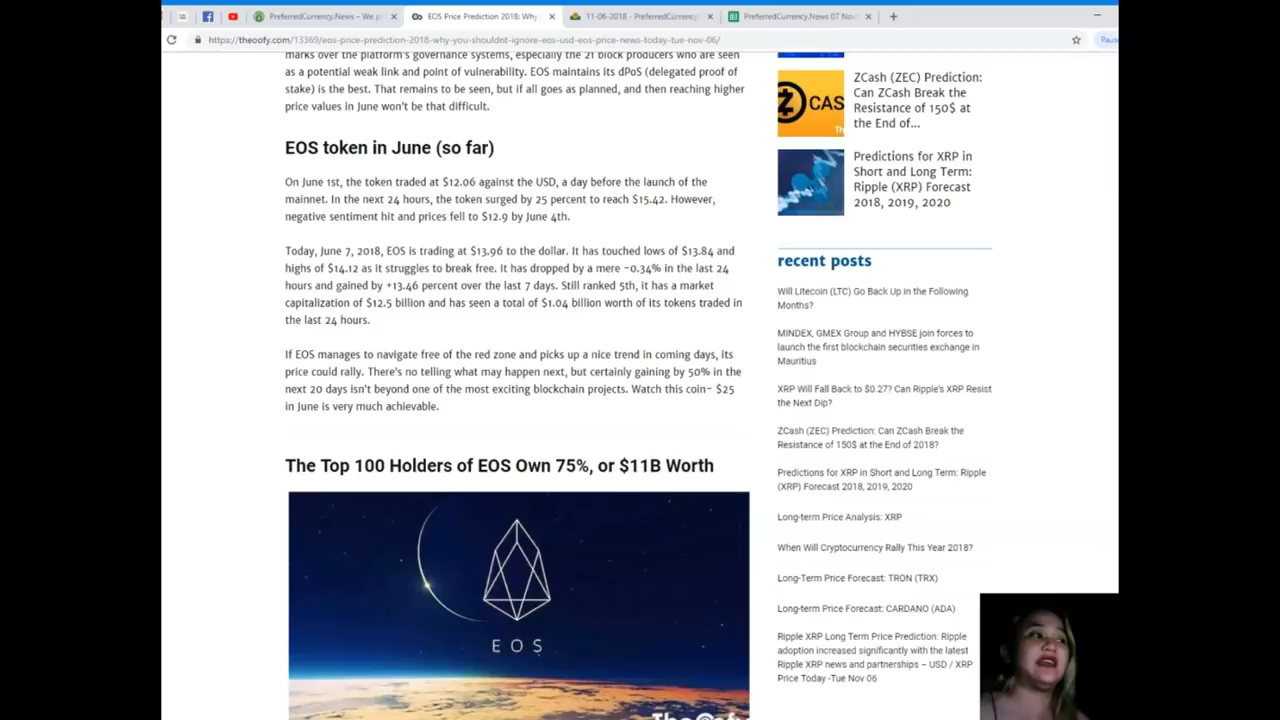 PreferredCurrency.News – We p
EOS Price Prediction 2018: Why
11-06-2018 - PreferredCurrency
PreferredCurrency.News 07 Nov
https://theoofy.com/13369/eos-price-prediction-2018-why-you-shouldnt-ignore-eos-usd-eos-price-news-today-tue-nov-06/
Paus
marks over the platform's governance systems, especially the 21 block producers who are seen
as a potential weak link and point of vulnerability. EOS maintains its dPoS (delegated proof of
stake) is the best. That remains to be seen, but if all goes as planned, and then reaching higher
price values in June won't be that difficult.
EOS token in June (so far)
On June 1st, the token traded at $12.06 against the USD, a day before the launch of the
mainnet. In the next 24 hours, the token surged by 25 percent to reach $15.42. However,
negative sentiment hit and prices fell to $12.9 by June 4th.
Today, June 7, 2018, EOS is trading at $13.96 to the dollar. It has touched lows of $13.84 and
highs of $14.12 as it struggles to break free. It has dropped by a mere -0.34% in the last 24
hours and gained by +13.46 percent over the last 7 days. Still ranked 5th, it has a market
capitalization of $12.5 billion and has seen a total of $1.04 billion worth of its tokens traded in
the last 24 hours.
If EOS manages to navigate free of the red zone and picks up a nice trend in coming days, its
price could rally. There's no telling what may happen next, but certainly gaining by 50% in the
next 20 days isn't beyond one of the most exciting blockchain projects. Watch this coin- $25
in June is very much achievable.
The Top 100 Holders of EOS Own 75%, or $11B Worth
EOS
TheOofy
CAS
Th
ZCash (ZEC) Prediction:
Can ZCash Break the
Resistance of 150$ at
the End of...
Predictions for XRP in
Short and Long Term:
Ripple (XRP) Forecast
2018, 2019, 2020
recent posts
Will Litecoin (LTC) Go Back Up in the Following
Months?
MINDEX, GMEX Group and HYBSE join forces to
launch the first blockchain securities exchange in
Mauritius
XRP Will Fall Back to $0.27? Can Ripple's XRP Resist
the Next Dip?
ZCash (ZEC) Prediction: Can ZCash Break the
Resistance of 150$ at the End of 2018?
Predictions for XRP in Short and Long Term: Ripple
(XRP) Forecast 2018, 2019, 2020
Long-term Price Analysis: XRP
When Will Cryptocurrency Rally This Year 2018?
Long-Term Price Forecast: TRON (TRX)
Long-term Price Forecast: CARDANO (ADA)
Ripple XRP Long Term Price Prediction: Ripple
adoption increased significantly with the latest
Ripple XRP news and partnerships – USD / XRP
Price Today -Tue Nov 06